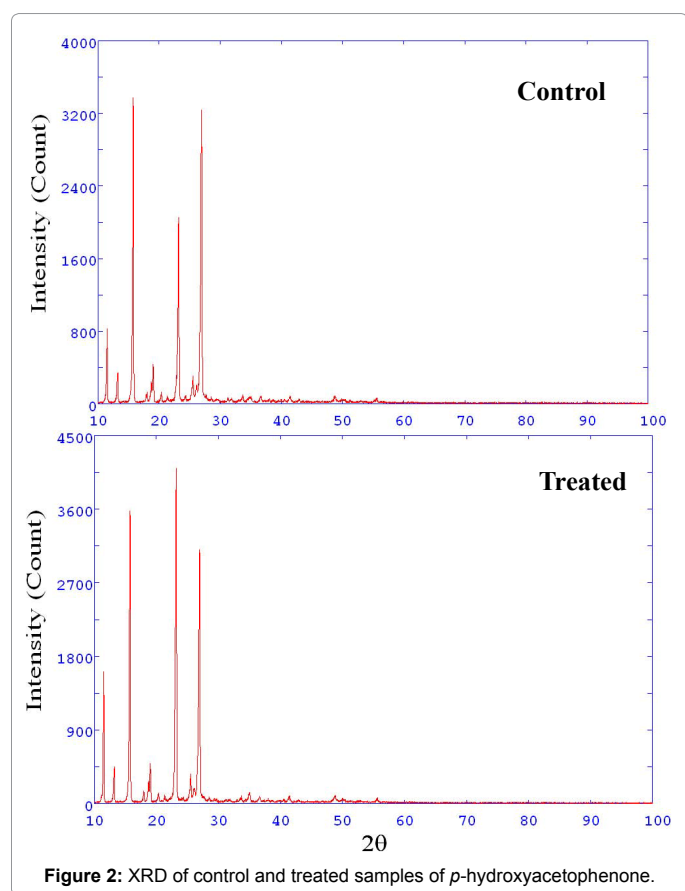 4000
Control
3200
Intensity (Count)
2400
1600
800
0
10 20 30 40 50 60 70 80 90 100
4500
Treated
3600
Intensity (Count)
2700
1800
900
0
10 20 30 40 50 60 70 80 90 100
2θ
Figure 2: XRD of control and treated samples of p-hydroxyacetophenone.